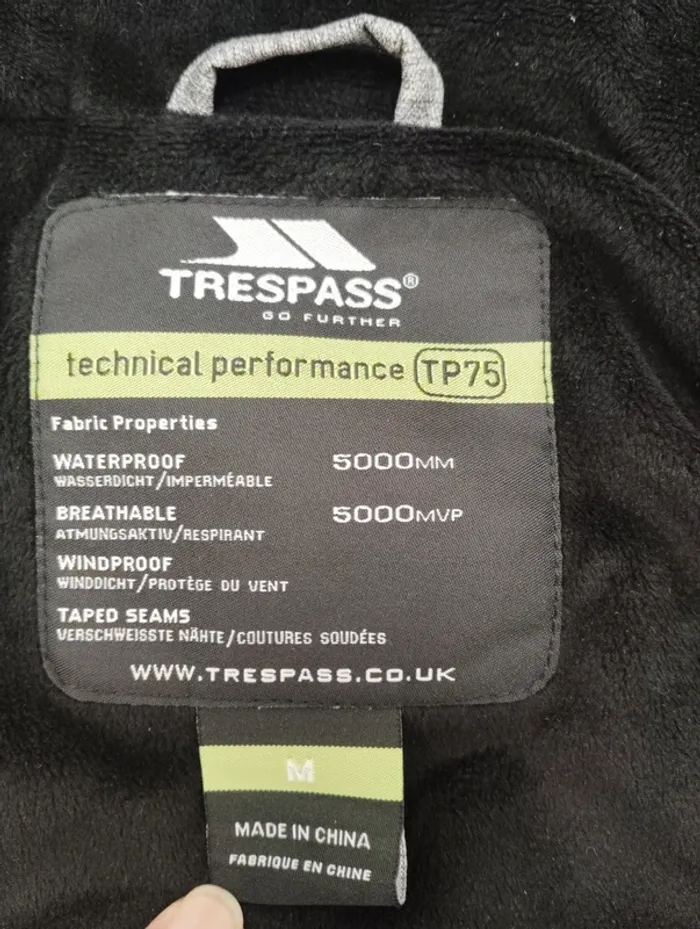 TRESPASS®
GO FURTHER
technical performance TP75
Fabric Properties
WATERPROOF 5000MM
WASSERDICHT/IMPERMÉABLE
BREATHABLE 5000MVP
ATMUNGSAKTIV/RESPIRANT
WINDPROOF
WINDDICHT/PROTÈGE DU VENT
TAPED SEAMS
VERSCHWEISSTE NÄHTE/COUTURES SOUDÉES
WWW.TRESPASS.CO.UK
M
MADE IN CHINA
FABRIQUE EN CHINE